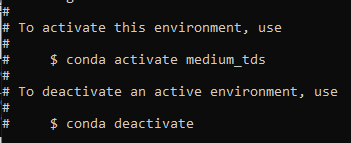 #
# To activate this environment, use
#
#     $ conda activate medium_tds
#
# To deactivate an active environment, use
#
#     $ conda deactivate